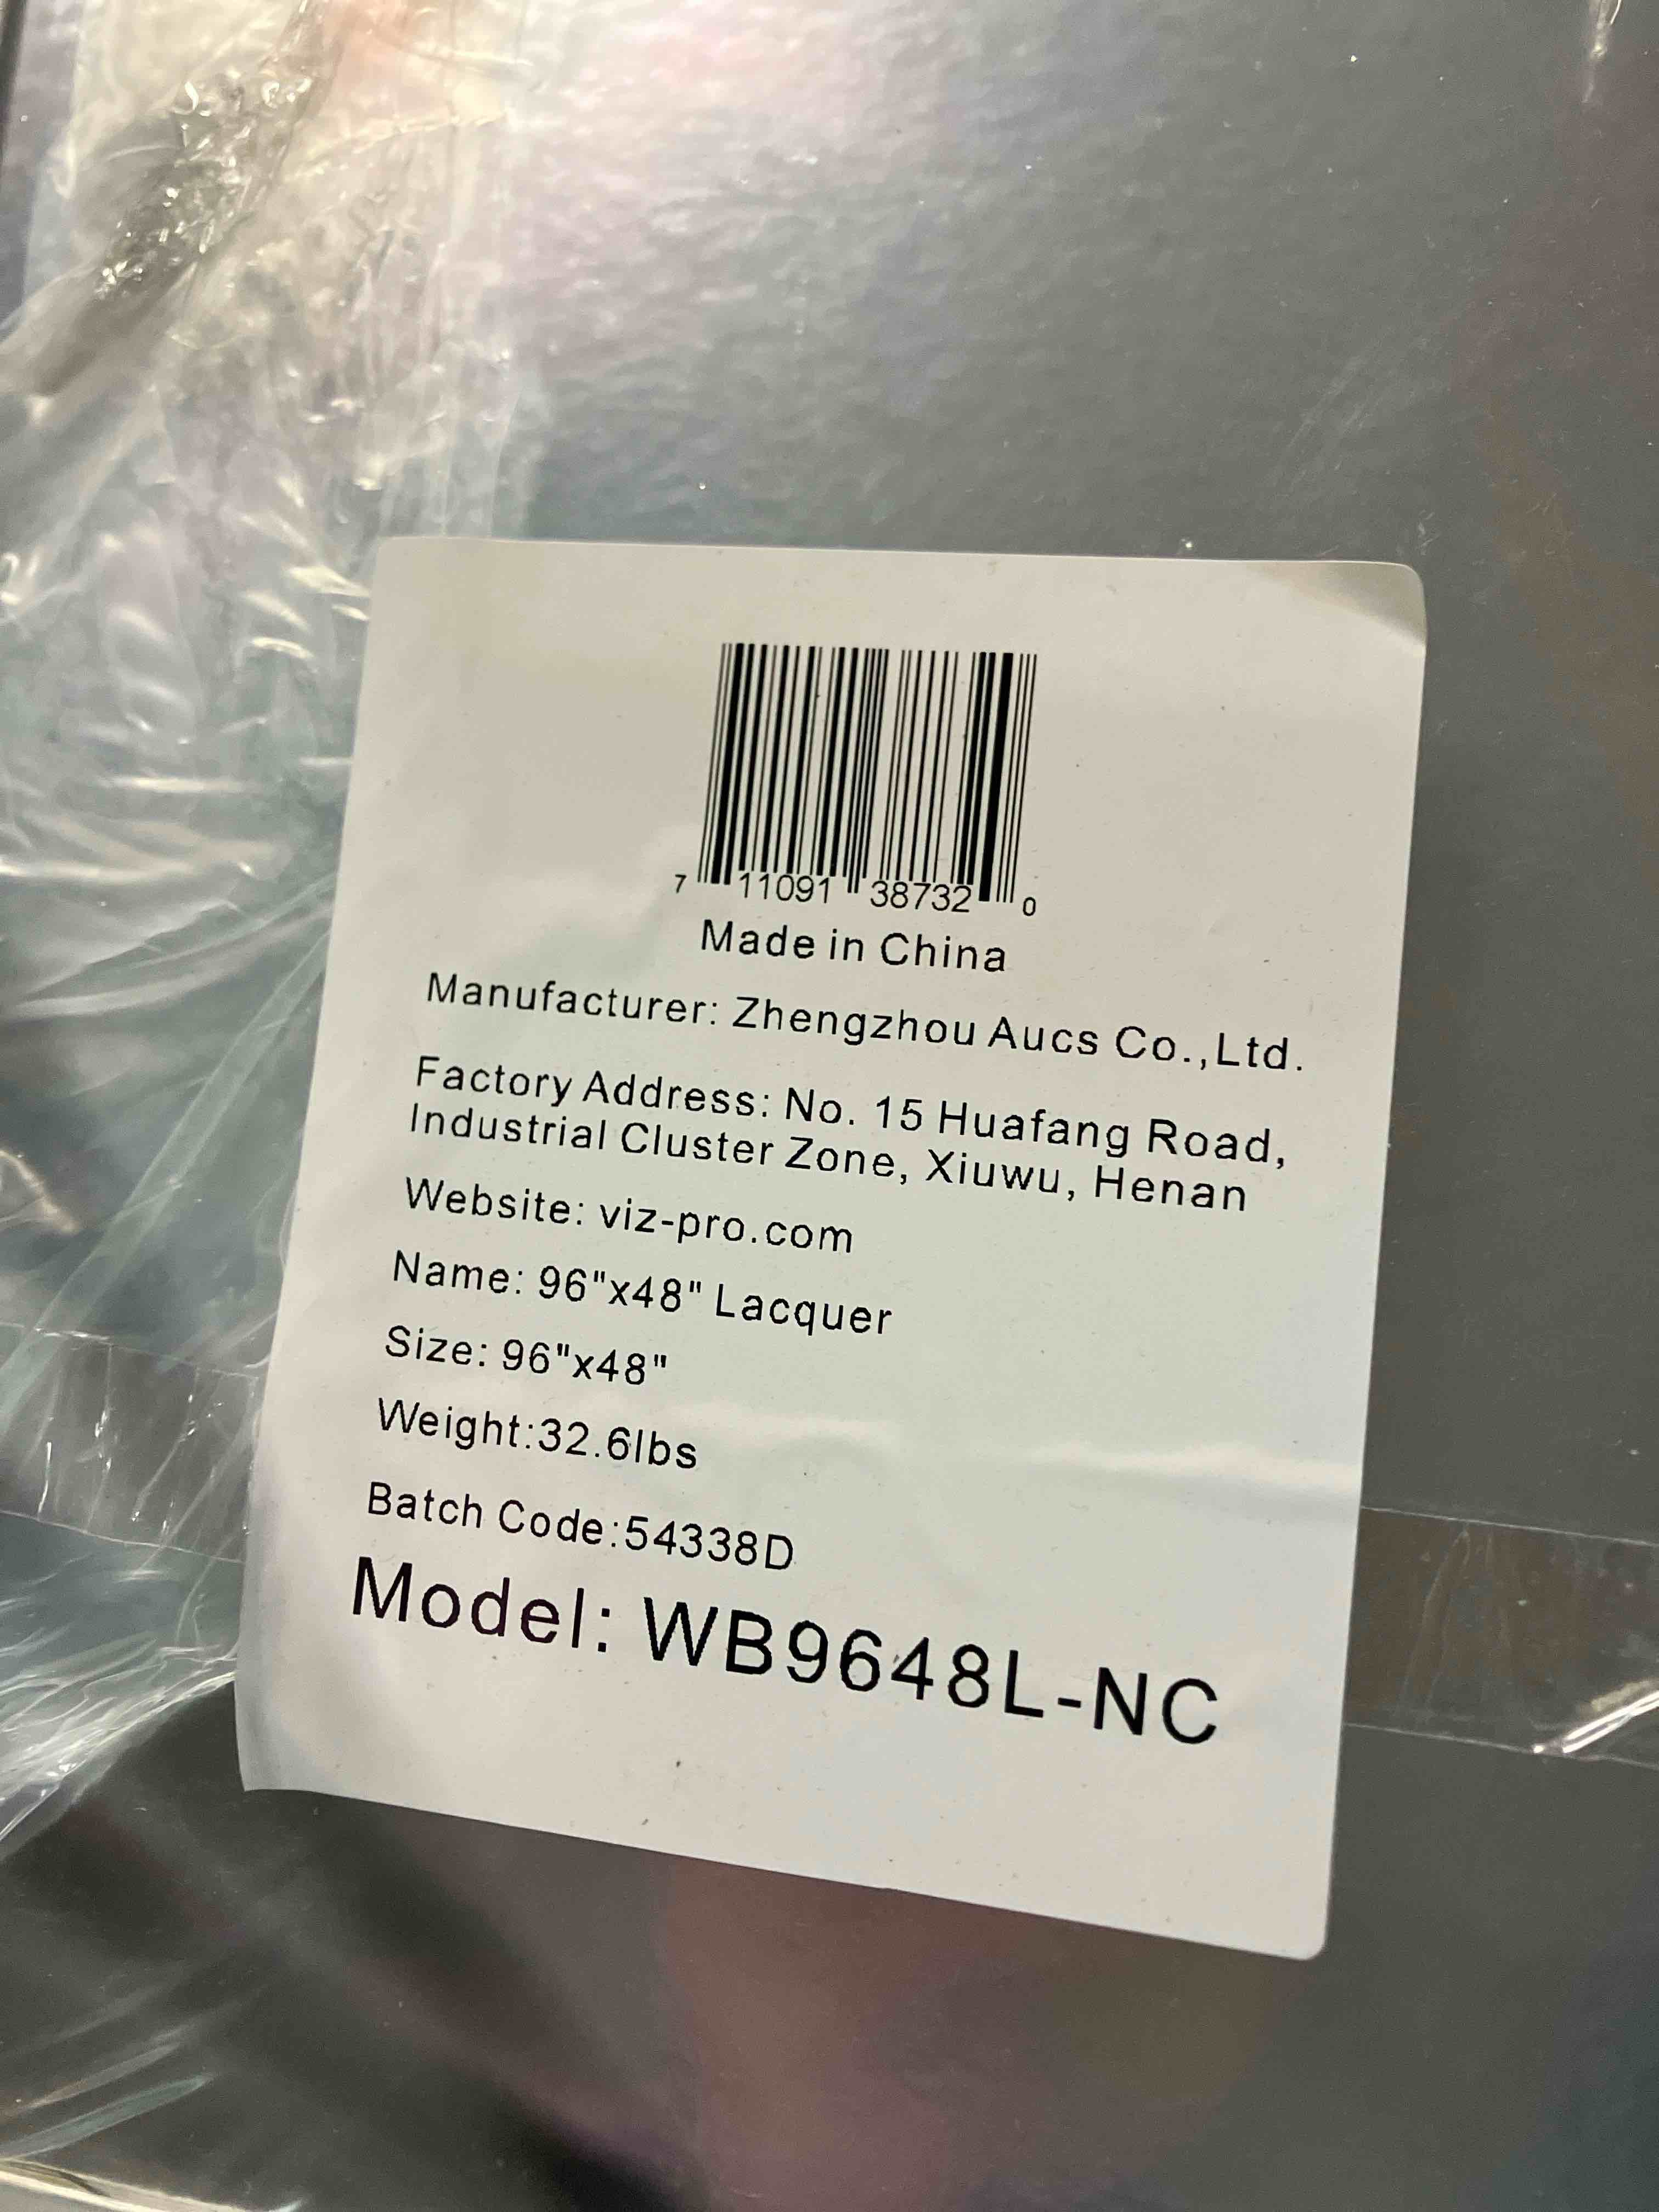 7 11091 38732 0
Made in China
Manufacturer: Zhengzhou Aucs Co.,Ltd.
Factory Address: No. 15 Huafang Road,
Industrial Cluster Zone, Xiuwu, Henan
Website: viz-pro.com
Name: 96"x48" Lacquer
Size: 96"x48"
Weight:32.6lbs
Batch Code:54338D
Model: WB9648L-NC